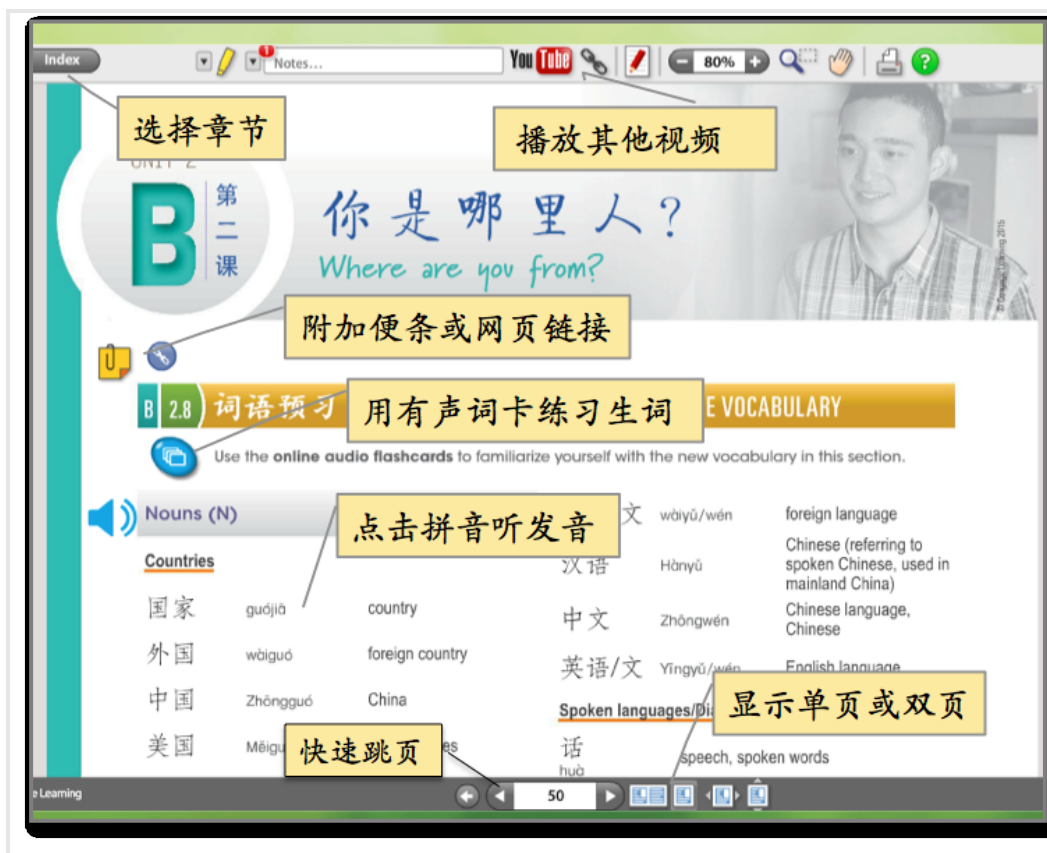 Index
1
Notes...
YouTube
80%
?
选择章节
播放其他视频
UNIT 2
B
第二课
你是哪里人？
Where are you from?
© Cengage Learning 2015
附加便条或网页链接
B 2.8 词语预习
用有声词卡练习生词
E VOCABULARY
Use the online audio flashcards to familiarize yourself with the new vocabulary in this section.
Nouns (N)
点击拼音听发音
文 wàiyǔ/wén foreign language
Countries
汉语 Hànyǔ Chinese (referring to
spoken Chinese, used in
mainland China)
国家 guójiā country
中文 Zhōngwén Chinese language,
Chinese
外国 wàiguó foreign country
英语/文 Yīngyǔ/wén English language
中国 Zhōngguó China
Spoken langu
显示单页或双页
美国 Měigu
快速跳页
es
话
huà
speech, spoken words
e Learning
50